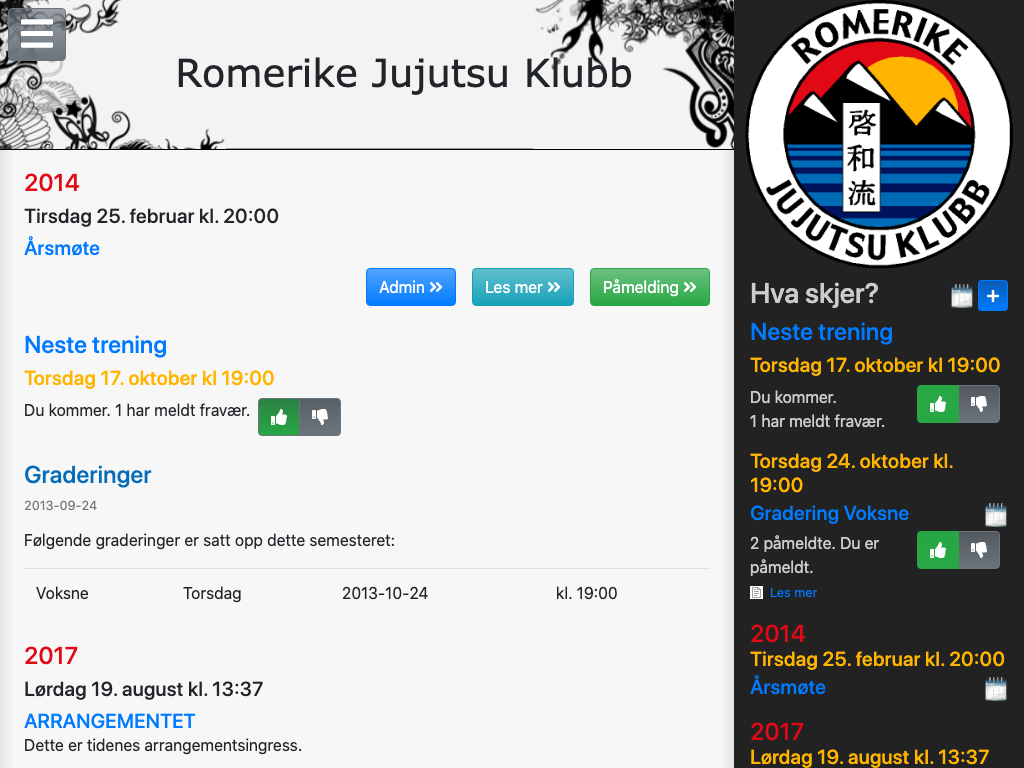 Romerike Jujutsu Klubb
2014
Tirsdag 25. februar kl. 20:00
Årsmøte
Admin »
Les mer »
Påmelding »
Neste trening
Torsdag 17. oktober kl 19:00
Du kommer. 1 har meldt fravær.
Graderinger
2013-09-24
Følgende graderinger er satt opp dette semesteret:
Voksne Torsdag 2013-10-24 kl. 19:00
2017
Lørdag 19. august kl. 13:37
ARRANGEMENTET
Dette er tidenes arrangementsingress.
ROMERIKE
啓和流
JUJUTSU KLUBB
Hva skjer?
+
Neste trening
Torsdag 17. oktober kl 19:00
Du kommer.
1 har meldt fravær.
Torsdag 24. oktober kl.
19:00
Gradering Voksne
2 påmeldte. Du er
påmeldt.
Les mer
2014
Tirsdag 25. februar kl. 20:00
Årsmøte
2017
Lørdag 19. august kl. 13:37